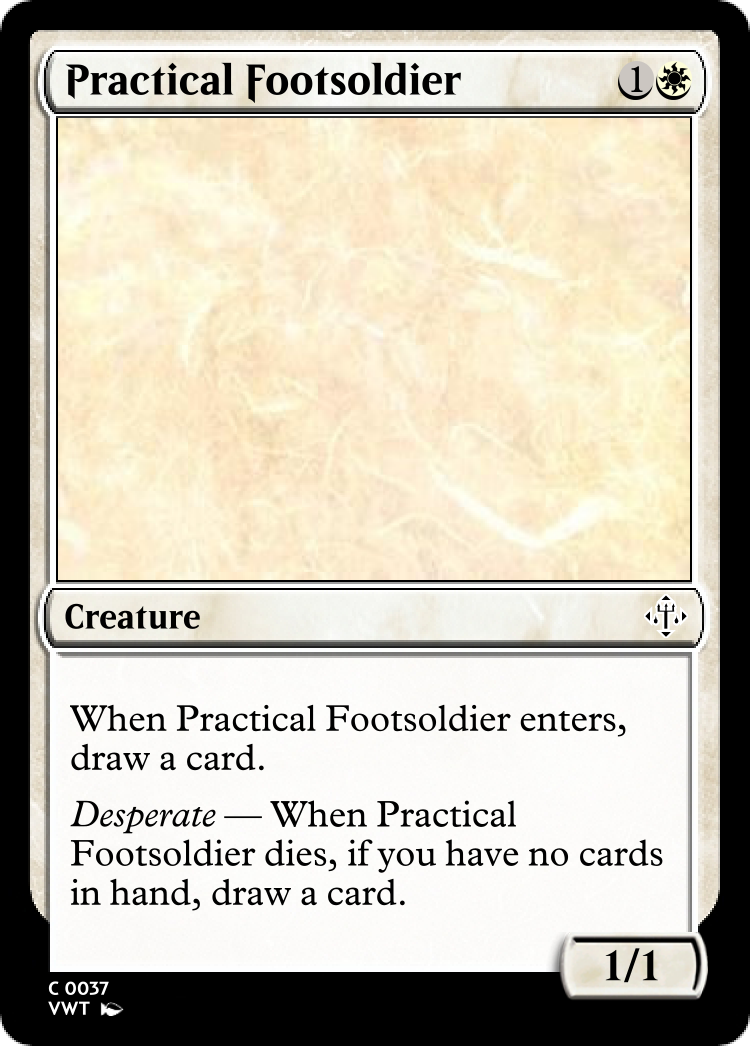 Practical Footsoldier 1
Creature
When Practical Footsoldier enters,
draw a card.
Desperate — When Practical
Footsoldier dies, if you have no cards
in hand, draw a card.
1/1
C 0037
VWT